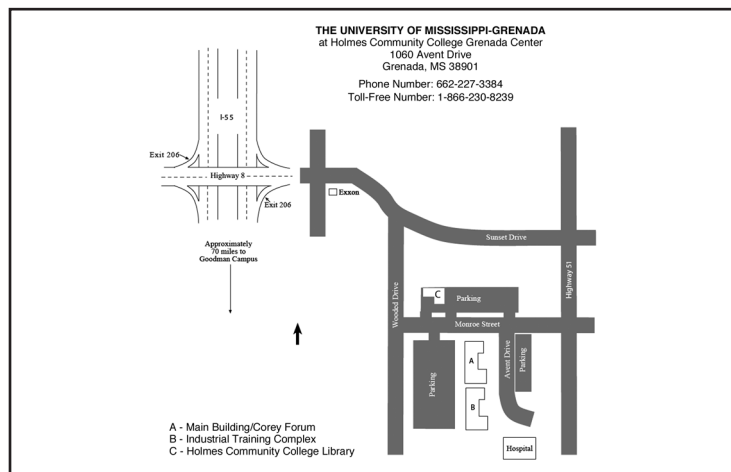 THE UNIVERSITY OF MISSISSIPPI-GRENADA
at Holmes Community College Grenada Center
1060 Avent Drive
Grenada, MS 38901
Phone Number: 662-227-3384
Toll-Free Number: 1-866-230-8239
I-55
Exit 206
Highway 8
Exxon
Exit 206
Sunset Drive
Approximately
70 miles to
Goodman Campus
Highway 51
C
Parking
Wooded Drive
Monroe Street
A
Avent Drive
Parking
Parking
B
A - Main Building/Corey Forum
B - Industrial Training Complex
C - Holmes Community College Library
Hospital